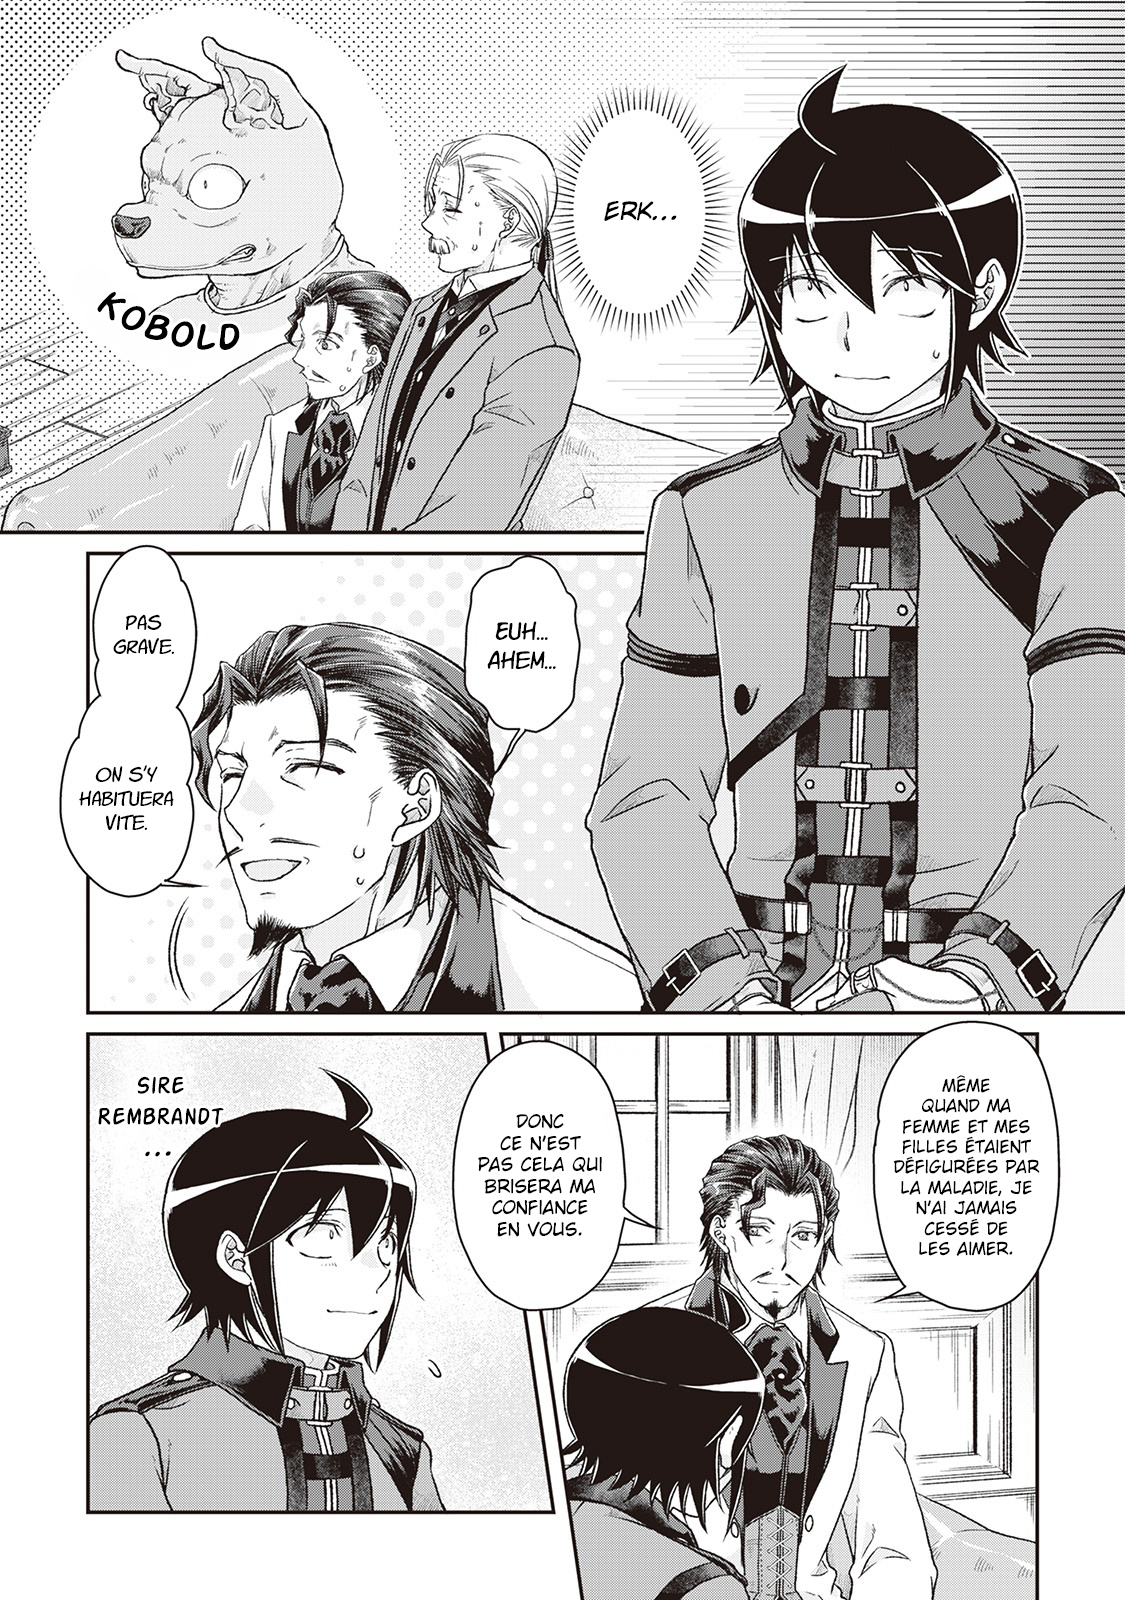 ERK...
KOBOLD
EUH...
AHEM...
PAS
GRAVE.
ON S'Y
HABITUERA
VITE.
MÊME
QUAND MA
FEMME ET MES
FILLES ÉTAIENT
DÉFIGURÉES PAR
LA MALADIE, JE
N'AI JAMAIS
CESSÉ DE
LES AIMER.
DONC
CE N'EST
PAS CELA QUI
BRISERA MA
CONFIANCE
EN VOUS.
SIRE
REMBRANDT
...